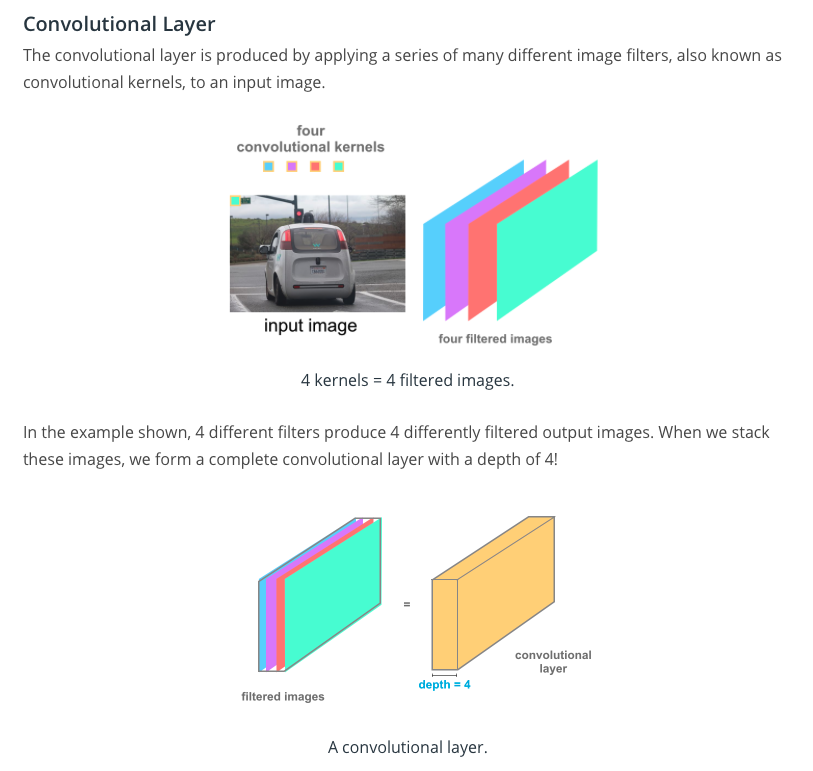 Convolutional Layer
The convolutional layer is produced by applying a series of many different image filters, also known as
convolutional kernels, to an input image.
four
convolutional kernels
input image
four filtered images
4 kernels = 4 filtered images.
In the example shown, 4 different filters produce 4 differently filtered output images. When we stack
these images, we form a complete convolutional layer with a depth of 4!
=
convolutional
layer
depth = 4
filtered images
A convolutional layer.